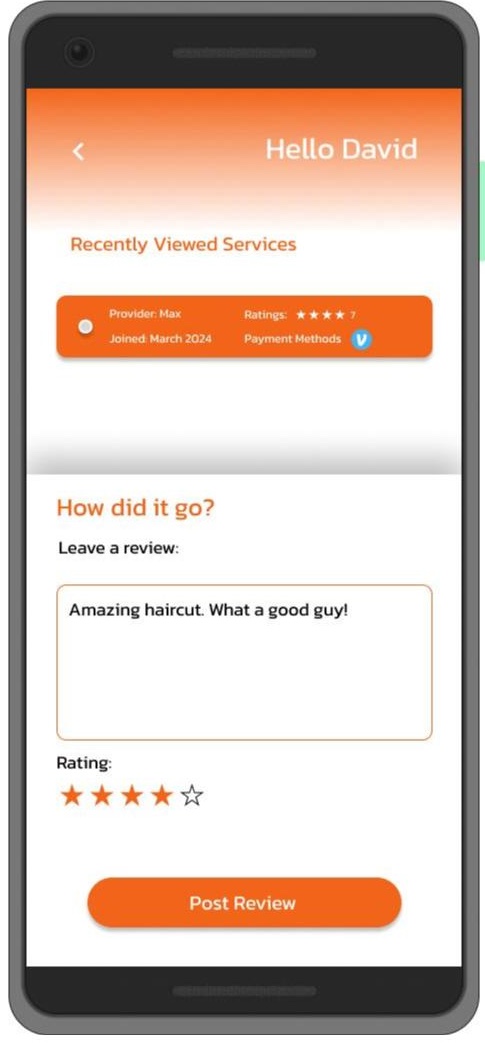 Hello David
Recently Viewed Services
Provider: Max
Ratings: ★★★★ 7
Joined: March 2024
Payment Methods
How did it go?
Leave a review:
Amazing haircut. What a good guy!
Rating:
Post Review